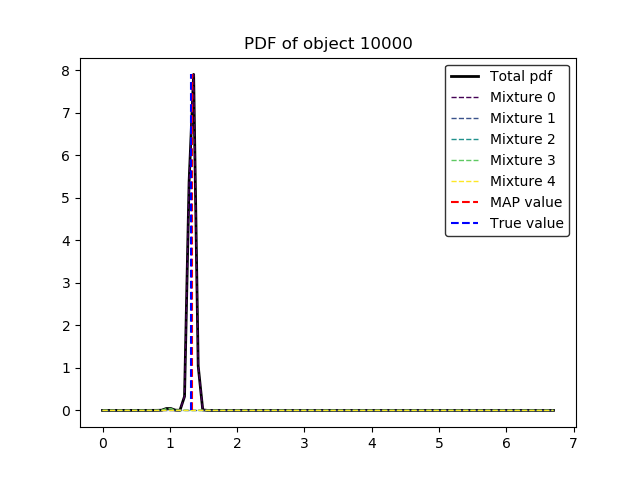 PDF of object 10000
8
7
6
5
4
3
2
1
0
0 1 2 3 4 5 6 7
Total pdf
Mixture 0
Mixture 1
Mixture 2
Mixture 3
Mixture 4
MAP value
True value